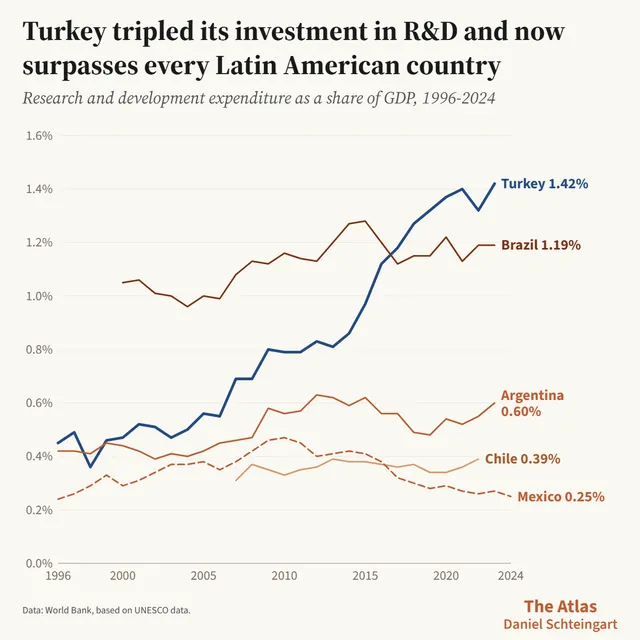 Turkey tripled its investment in R&D and now
surpasses every Latin American country
Research and development expenditure as a share of GDP, 1996-2024
1.6%
1.4%
1.2%
1.0%
0.8%
0.6%
0.4%
0.2%
0.0%
Turkey 1.42%
Brazil 1.19%
Argentina
0.60%
Chile 0.39%
Mexico 0.25%
1996 2000 2005 2010 2015 2020 2024
Data: World Bank, based on UNESCO data.
The Atlas
Daniel Schteingart